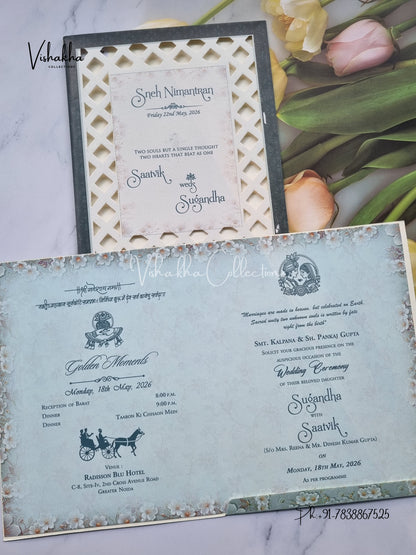 Vishakha
COLLECTIONS
Sneh Nimantran
Friday 22nd May, 2026
TWO SOULS BUT A SINGLE THOUGHT
TWO HEARTS THAT BEAT AS ONE
Saatvik
weds
Sugandha
Vishakha Collections
Golden Moments
Monday, 18th May, 2026
RECEPTION OF BARAT 8:00 P.M.
DINNER 9:00 P.M.
DINNER TAARON KI CHHAON MEIN
VENUE :
RADISSON BLU HOTEL
C-8, SITE-IV, 2ND CROSS AVENUE ROAD
GREATER NOIDA
"Marriages are made in heaven, but celebrated on Earth.
Sacred unity two unknown souls is written by fate
right from the birth"
SMT. KALPANA & SH. PANKAJ GUPTA
SOLICIT YOUR GRACIOUS PRESENCE ON THE
AUSPICIOUS OCCASION OF THE
Wedding Ceremony
OF THEIR BELOVED DAUGHTER
Sugandha
WITH
Saatvik
(S/O MRS. REENA & MR. DINESH KUMAR GUPTA)
ON
MONDAY, 18TH MAY, 2026
AS PER PROGRAMME
Ph.+91-7838867525